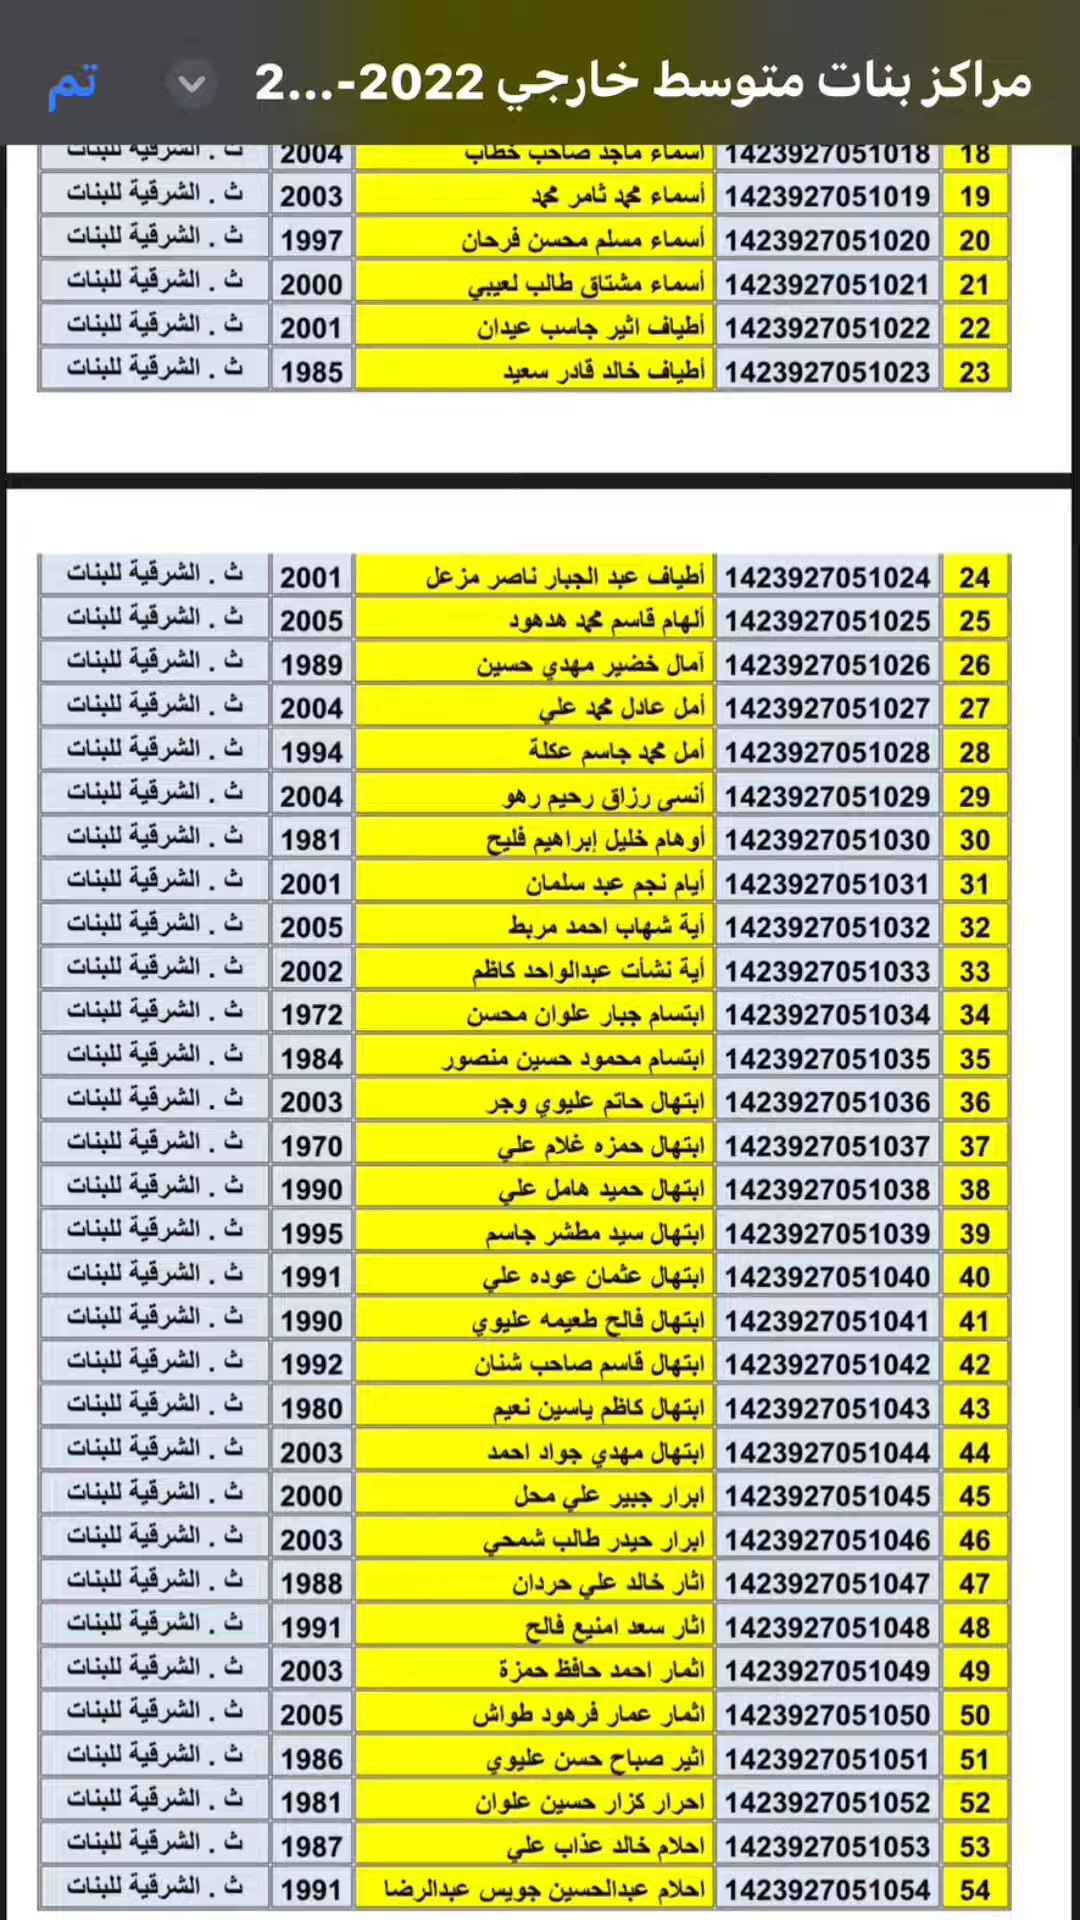 مراكز بنات متوسط خارجي 2022-...2
تم
18 1423927051018 اسماء ماجد صاحب خطاب 2004 ث . الشرقية للبنات
19 1423927051019 أسماء محمد ثامر محمد 2003 ث . الشرقية للبنات
20 1423927051020 أسماء مسلم محسن فرحان 1997 ث . الشرقية للبنات
21 1423927051021 أسماء مشتاق طالب لعيبي 2000 ث . الشرقية للبنات
22 1423927051022 أطياف اثير جاسب عيدان 2001 ث . الشرقية للبنات
23 1423927051023 أطياف خالد قادر سعيد 1985 ث . الشرقية للبنات
24 1423927051024 أطياف عبد الجبار ناصر مزعل 2001 ث . الشرقية للبنات
25 1423927051025 ألهام قاسم محمد هدهود 2005 ث . الشرقية للبنات
26 1423927051026 آمال خضير مهدي حسين 1989 ث . الشرقية للبنات
27 1423927051027 أمل عادل محمد علي 2004 ث . الشرقية للبنات
28 1423927051028 أمل محمد جاسم عكلة 1994 ث . الشرقية للبنات
29 1423927051029 أنسى رزاق رحيم رهو 2004 ث . الشرقية للبنات
30 1423927051030 أوهام خليل إبراهيم فليح 1981 ث . الشرقية للبنات
31 1423927051031 أيام نجم عبد سلمان 2001 ث . الشرقية للبنات
32 1423927051032 أية شهاب احمد مربط 2005 ث . الشرقية للبنات
33 1423927051033 أية نشأت عبدالواحد كاظم 2002 ث . الشرقية للبنات
34 1423927051034 ابتسام جبار علوان محسن 1972 ث . الشرقية للبنات
35 1423927051035 ابتسام محمود حسين منصور 1984 ث . الشرقية للبنات
36 1423927051036 ابتهال حاتم عليوي وجر 2003 ث . الشرقية للبنات
37 1423927051037 ابتهال حمزه غلام علي 1970 ث . الشرقية للبنات
38 1423927051038 ابتهال حميد هامل علي 1990 ث . الشرقية للبنات
39 1423927051039 ابتهال سيد مطشر جاسم 1995 ث . الشرقية للبنات
40 1423927051040 ابتهال عثمان عوده علي 1991 ث . الشرقية للبنات
41 1423927051041 ابتهال فالح طعيمه عليوي 1990 ث . الشرقية للبنات
42 1423927051042 ابتهال قاسم صاحب شنان 1992 ث . الشرقية للبنات
43 1423927051043 ابتهال كاظم ياسين نعيم 1980 ث . الشرقية للبنات
44 1423927051044 ابتهال مهدي جواد احمد 2003 ث . الشرقية للبنات
45 1423927051045 ابرار جبير علي محل 2000 ث . الشرقية للبنات
46 1423927051046 ابرار حيدر طالب شمحي 2003 ث . الشرقية للبنات
47 1423927051047 اثار خالد علي حردان 1988 ث . الشرقية للبنات
48 1423927051048 اثار سعد امنيع فالح 1991 ث . الشرقية للبنات
49 1423927051049 اثمار احمد حافظ حمزة 2003 ث . الشرقية للبنات
50 1423927051050 اثمار عمار فرهود طواش 2005 ث . الشرقية للبنات
51 1423927051051 اثير صباح حسن عليوي 1986 ث . الشرقية للبنات
52 1423927051052 احرار كزار حسين علوان 1981 ث . الشرقية للبنات
53 1423927051053 احلام خالد عذاب علي 1987 ث . الشرقية للبنات
54 1423927051054 احلام عبدالحسين جويس عبدالرضا 1991 ث . الشرقية للبنات